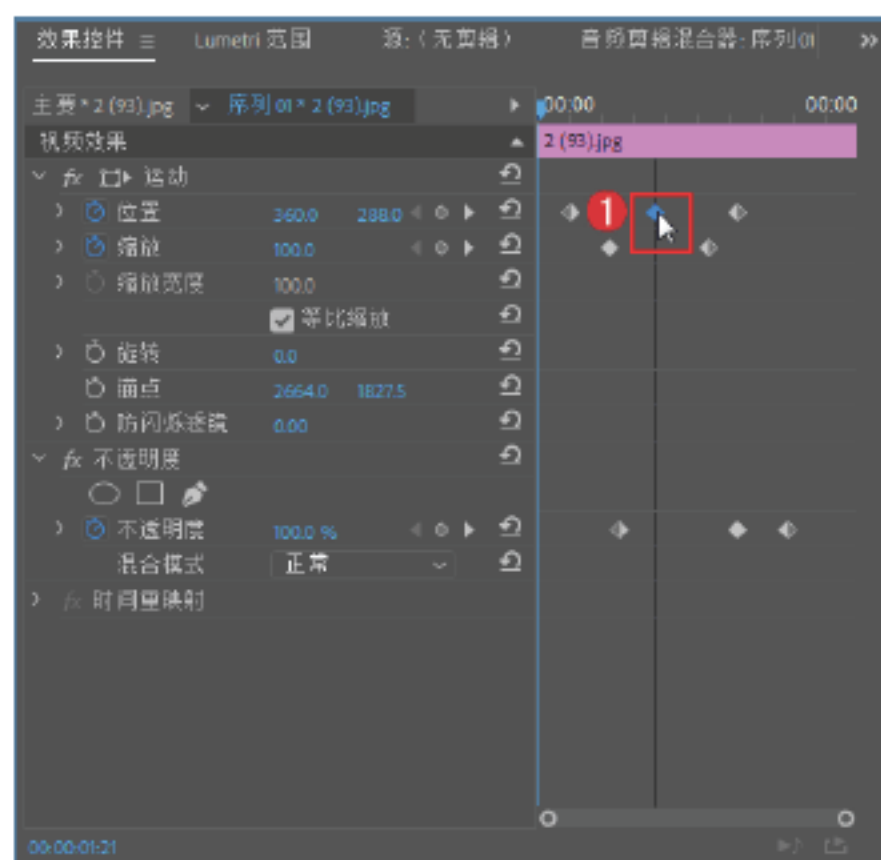 效果控件 Lumetri 范围 源:(无剪辑) 音频剪辑混合器:序列 01 »
主要 * 2 (93).jpg 序列 01 * 2 (93).jpg 00:00 00:00
视频效果 2 (93).jpg
fx 运动
位置 360.0 288.0 1
缩放 100.0
缩放宽度 100.0
等比缩放
旋转 0.0
锚点 2664.0 1827.5
防闪烁滤镜 0.00
fx 不透明度
不透明度 100.0 %
混合模式 正常
fx 时间重映射
00:00:01:21